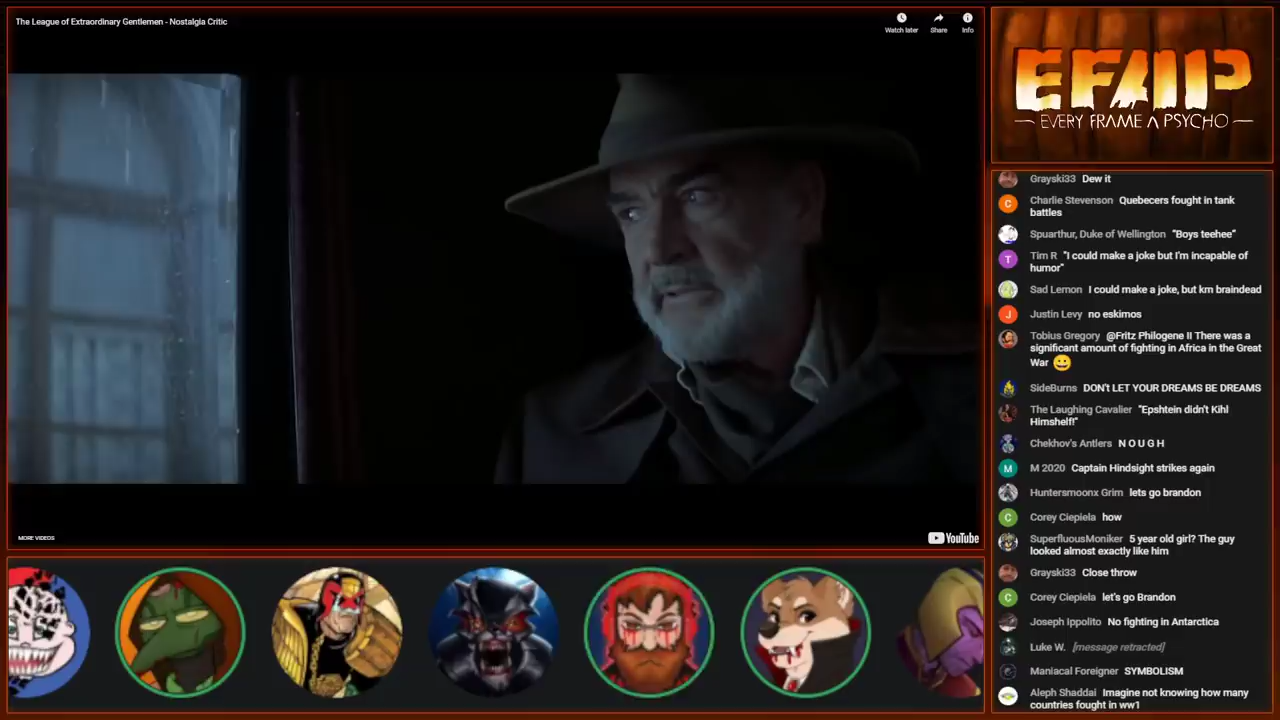 The League of Extraordinary Gentlemen - Nostalgia Critic
Watch later
Share
Info
MORE VIDEOS
YouTube
EFAP
EVERY FRAME A PSYCHO
Grayski33 Dew it
Charlie Stevenson Quebecers fought in tank
battles
Spuarthur, Duke of Wellington "Boys teehee"
Tim R "I could make a joke but I'm incapable of
humor"
Sad Lemon I could make a joke, but km braindead
Justin Levy no eskimos
Tobius Gregory @Fritz Philogene II There was a
significant amount of fighting in Africa in the Great
War 😀
SideBurns DON'T LET YOUR DREAMS BE DREAMS
The Laughing Cavalier "Epshtein didn't Kihl
Himshelf!"
Chekhov's Antlers N O U G H
M 2020 Captain Hindsight strikes again
Huntersmoonx Grim lets go brandon
Corey Ciepiela how
SuperfluousMoniker 5 year old girl? The guy
looked almost exactly like him
Grayski33 Close throw
Corey Ciepiela let's go Brandon
Joseph Ippolito No fighting in Antarctica
Luke W. [message retracted]
Maniacal Foreigner SYMBOLISM
Aleph Shaddai Imagine not knowing how many
countries fought in ww1